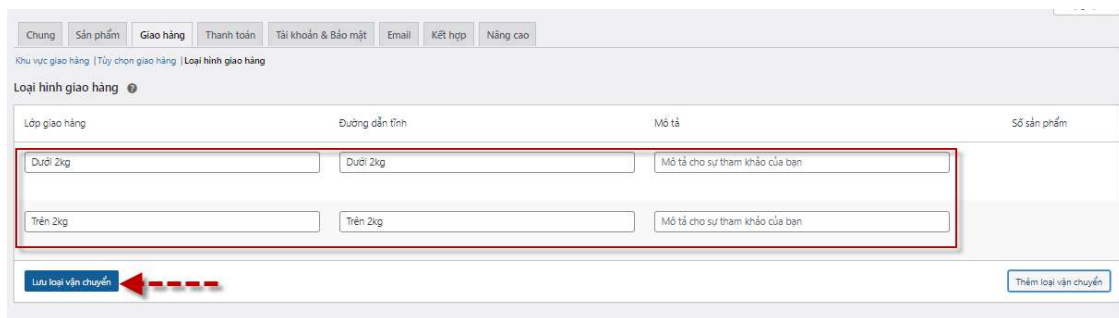 Chung Sản phẩm Giao hàng Thanh toán Tài khoản & Bảo mật Email Kết hợp Nâng cao
Khu vực giao hàng | Tùy chọn giao hàng | Loại hình giao hàng
Loại hình giao hàng
Lớp giao hàng Đường dẫn tĩnh Mô tả Số sản phẩm
Dưới 2kg Dưới 2kg Mô tả cho sự tham khảo của bạn
Trên 2kg Trên 2kg Mô tả cho sự tham khảo của bạn
Lưu loại vận chuyển Thêm loại vận chuyển